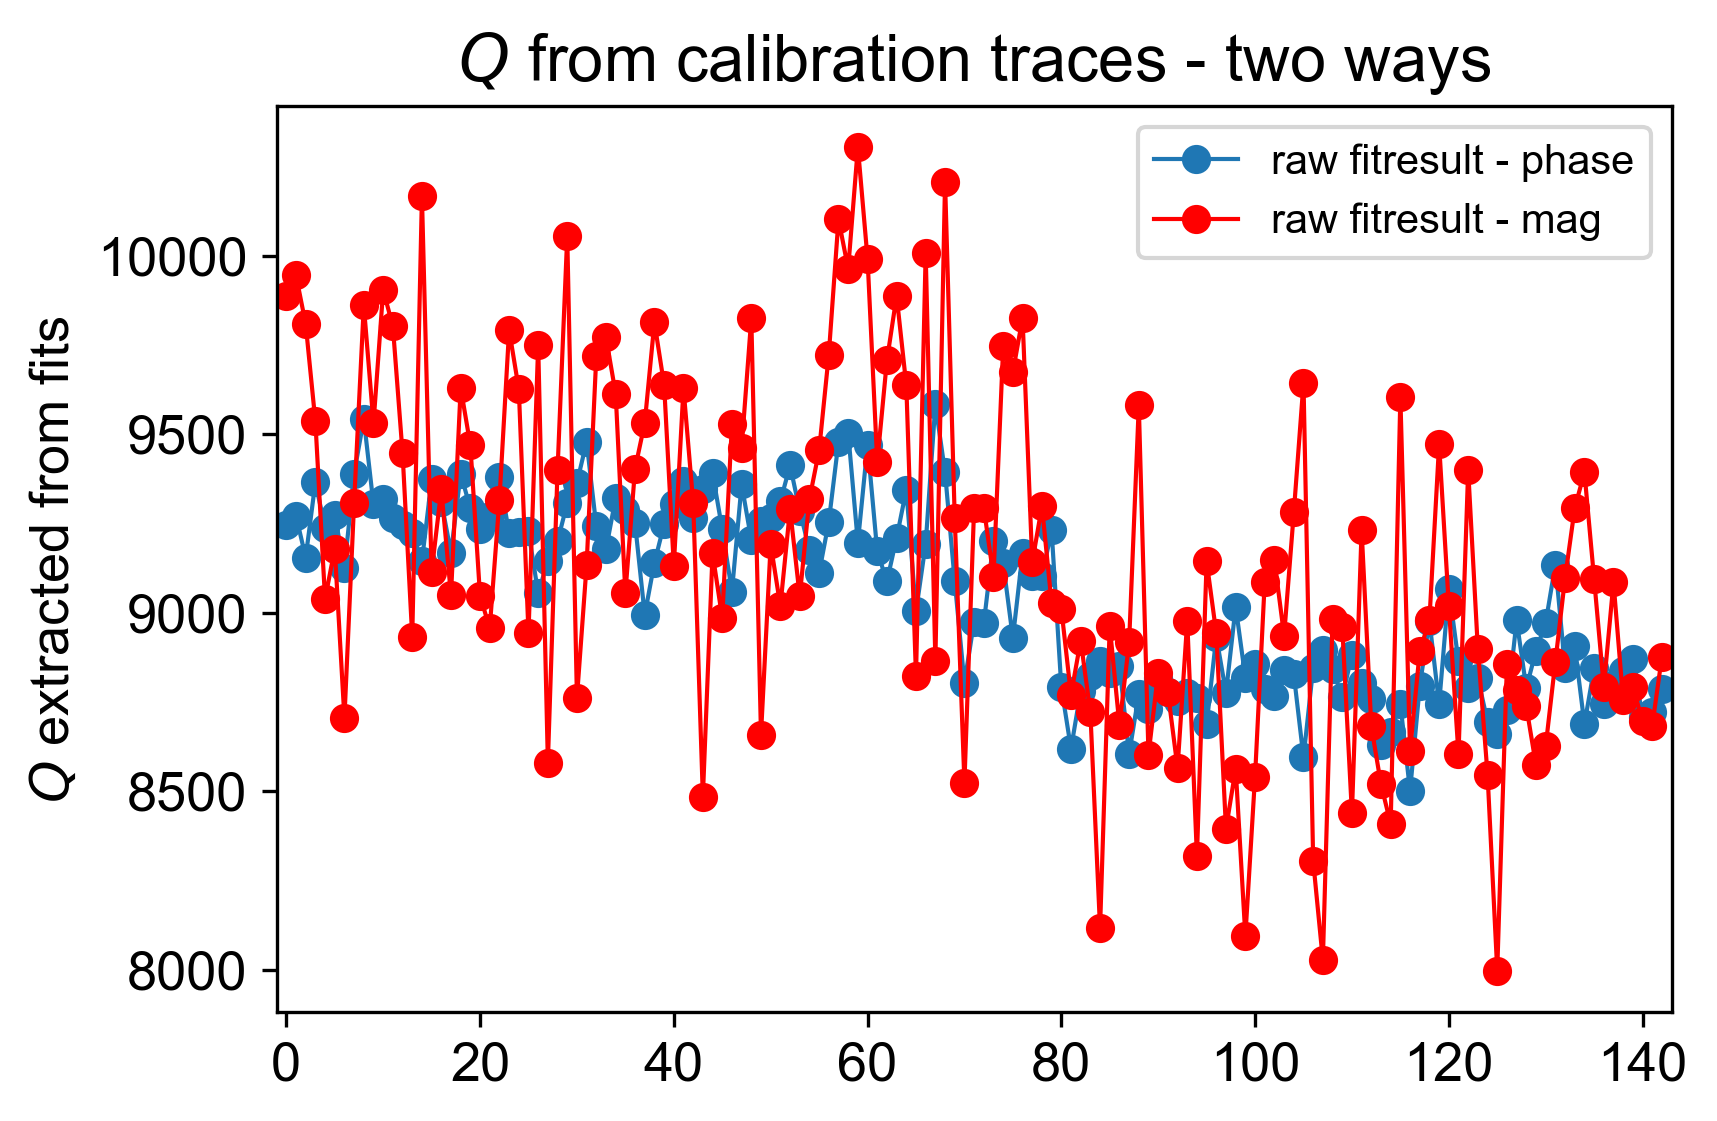 Q from calibration traces - two ways
raw fitresult - phase
raw fitresult - mag
Q extracted from fits
10000
9500
9000
8500
8000
0 20 40 60 80 100 120 140